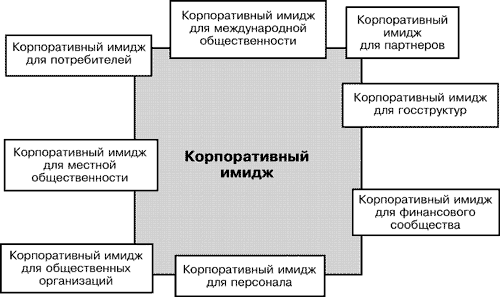 Корпоративный имидж
для международной
общественности
Корпоративный
имидж
для партнеров
Корпоративный имидж
для потребителей
Корпоративный имидж
для госструктур
Корпоративный имидж
для местной
общественности
Корпоративный
имидж
Корпоративный имидж
для финансового
сообщества
Корпоративный имидж
для общественных
организаций
Корпоративный имидж
для персонала